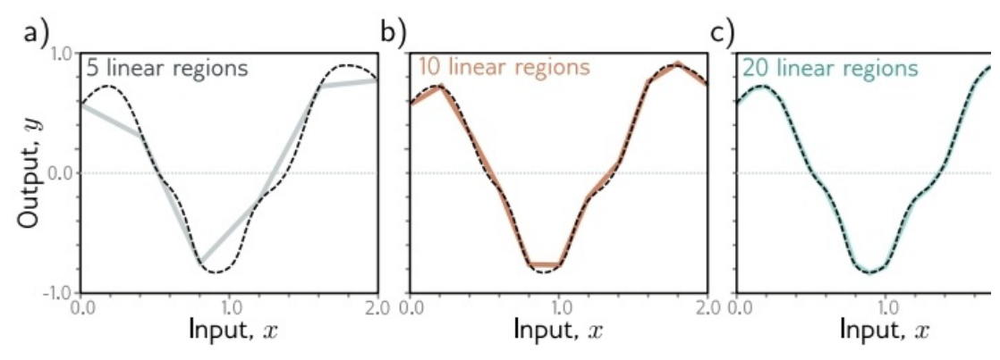 a)
5 linear regions
1.0
0.0
-1.0
Output, y
0.0
1.0
2.0
Input, x
b)
10 linear regions
0.0
1.0
2.0
Input, x
c)
20 linear regions
0.0
1.0
Input, x